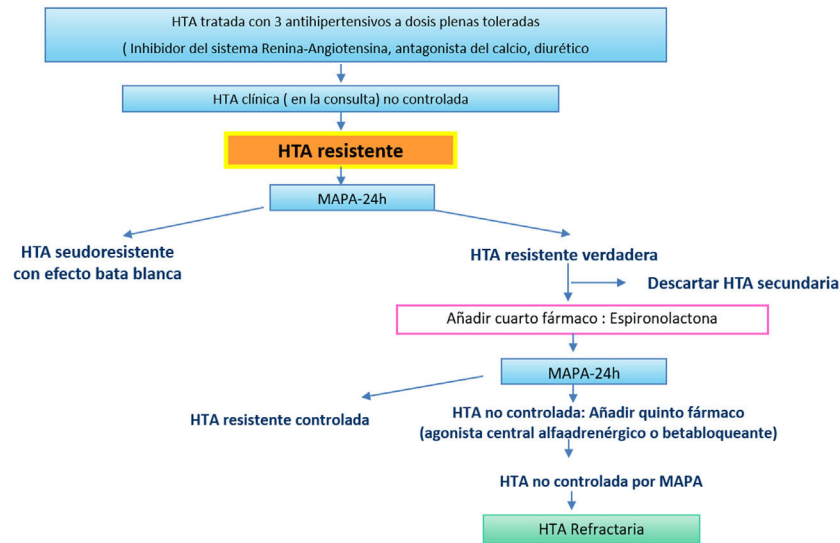 HTA tratada con 3 antihipertensivos a dosis plenas toleradas
( Inhibidor del sistema Renina-Angiotensina, antagonista del calcio, diurético
HTA clínica ( en la consulta) no controlada
HTA resistente
MAPA-24h
HTA seudoresistente
con efecto bata blanca
HTA resistente verdadera
Descartar HTA secundaria
Añadir cuarto fármaco : Espironolactona
MAPA-24h
HTA resistente controlada
HTA no controlada: Añadir quinto fármaco
(agonista central alfaadrenérgico o betabloqueante)
HTA no controlada por MAPA
HTA Refractaria